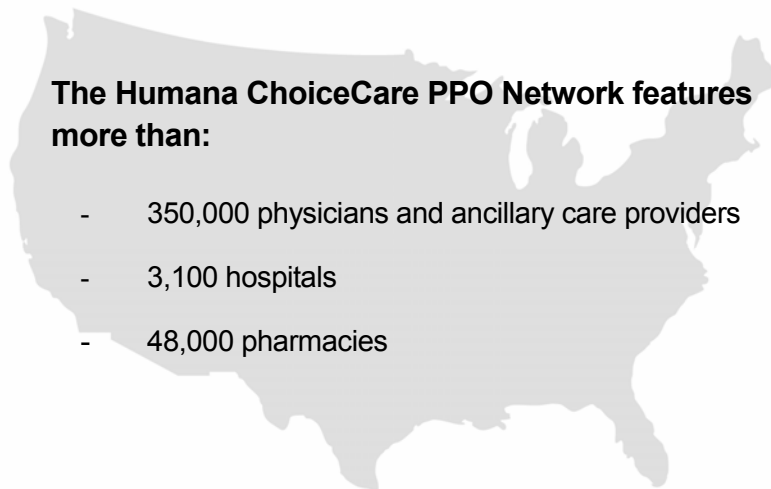 The Humana ChoiceCare PPO Network features
more than:
- 350,000 physicians and ancillary care providers
- 3,100 hospitals
- 48,000 pharmacies